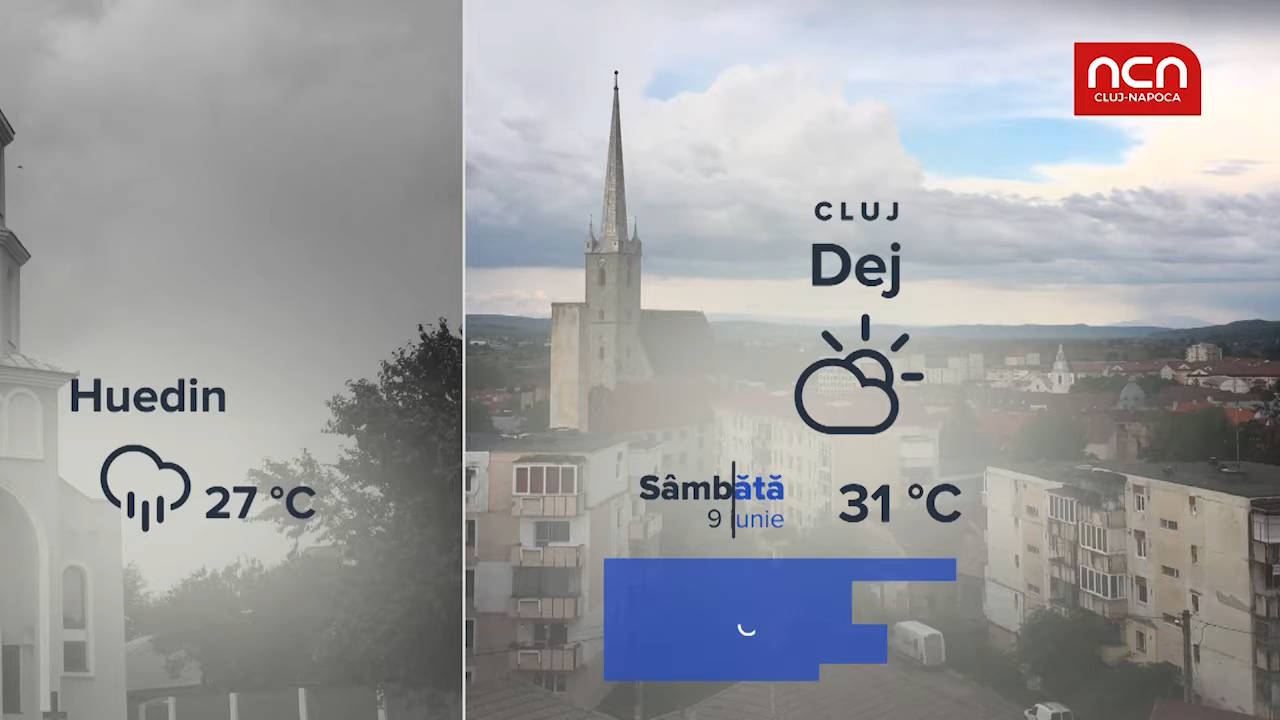 Huedin
27 °C
ncn
CLUJ-NAPOCA
CLUJ
Dej
Sâmbătă
9 Iunie
31 °C